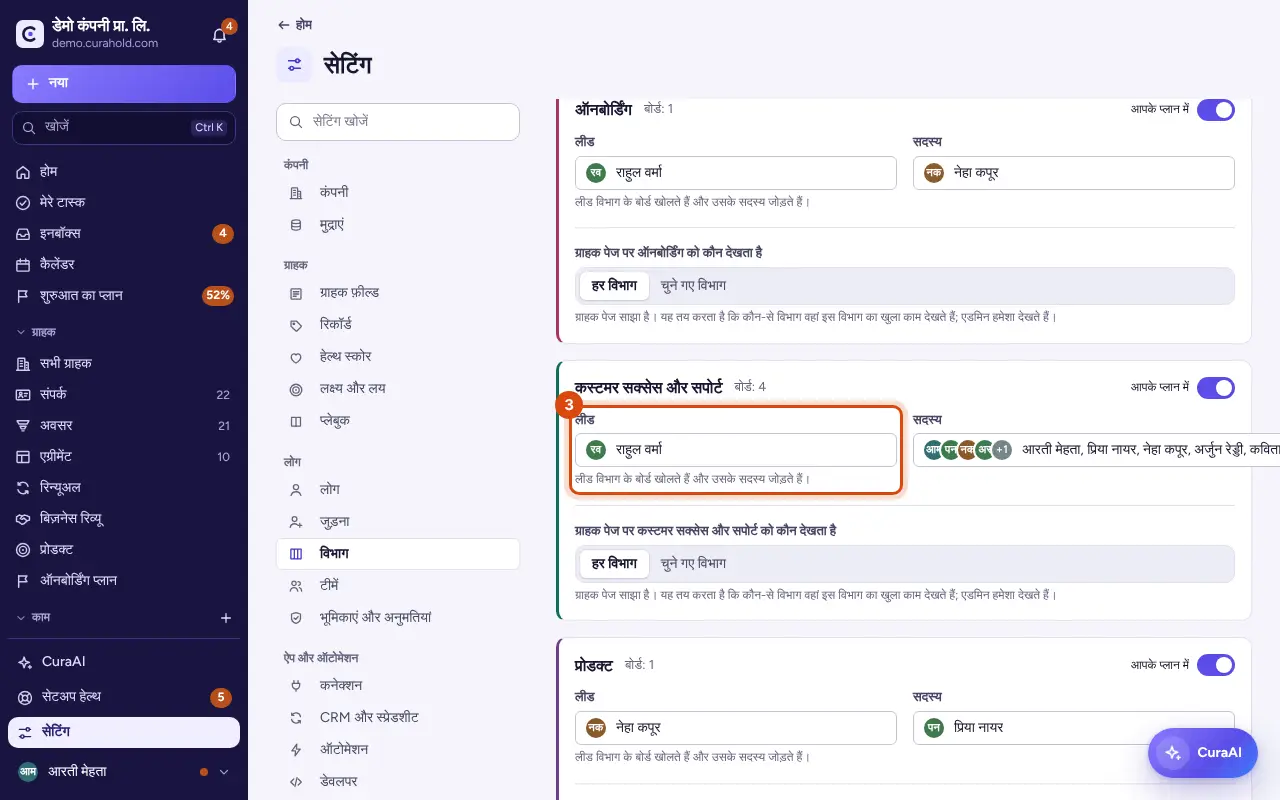 डेमो कंपनी प्रा. लि.
demo.curahold.com
4
+ नया
खोजें
Ctrl K
होम
मेरे टास्क
इनबॉक्स
4
कैलेंडर
शुरुआत का प्लान
52%
ग्राहक
सभी ग्राहक
संपर्क
22
अवसर
21
एग्रीमेंट
10
रिन्यूअल
बिज़नेस रिव्यू
प्रोडक्ट
ऑनबोर्डिंग प्लान
काम
CuraAI
सेटअप हेल्थ
5
सेटिंग
आम
आरती मेहता
← होम
सेटिंग
सेटिंग खोजें
कंपनी
कंपनी
मुद्राएं
ग्राहक
ग्राहक फ़ील्ड
रिकॉर्ड
हेल्थ स्कोर
लक्ष्य और लय
प्लेबुक
लोग
लोग
जुड़ना
विभाग
टीमें
भूमिकाएं और अनुमतियां
ऐप और ऑटोमेशन
कनेक्शन
CRM और स्प्रेडशीट
ऑटोमेशन
डेवलपर
ऑनबोर्डिंग
बोर्ड: 1
आपके प्लान में
लीड
सदस्य
रव राहुल वर्मा
नक नेहा कपूर
लीड विभाग के बोर्ड खोलते हैं और उसके सदस्य जोड़ते हैं।
ग्राहक पेज पर ऑनबोर्डिंग को कौन देखता है
हर विभाग
चुने गए विभाग
ग्राहक पेज साझा है। यह तय करता है कि कौन-से विभाग वहां इस विभाग का खुला काम देखते हैं; एडमिन हमेशा देखते हैं।
कस्टमर सक्सेस और सपोर्ट
बोर्ड: 4
आपके प्लान में
3
लीड
सदस्य
रव राहुल वर्मा
आम पन नक अर +1 आरती मेहता, प्रिया नायर, नेहा कपूर, अर्जुन रेड्डी, कविता
लीड विभाग के बोर्ड खोलते हैं और उसके सदस्य जोड़ते हैं।
ग्राहक पेज पर कस्टमर सक्सेस और सपोर्ट को कौन देखता है
हर विभाग
चुने गए विभाग
ग्राहक पेज साझा है। यह तय करता है कि कौन-से विभाग वहां इस विभाग का खुला काम देखते हैं; एडमिन हमेशा देखते हैं।
प्रोडक्ट
बोर्ड: 1
आपके प्लान में
लीड
सदस्य
नक नेहा कपूर
पन प्रिया नायर
लीड विभाग के बोर्ड खोलते हैं और उसके सदस्य जोड़ते हैं।
CuraAI